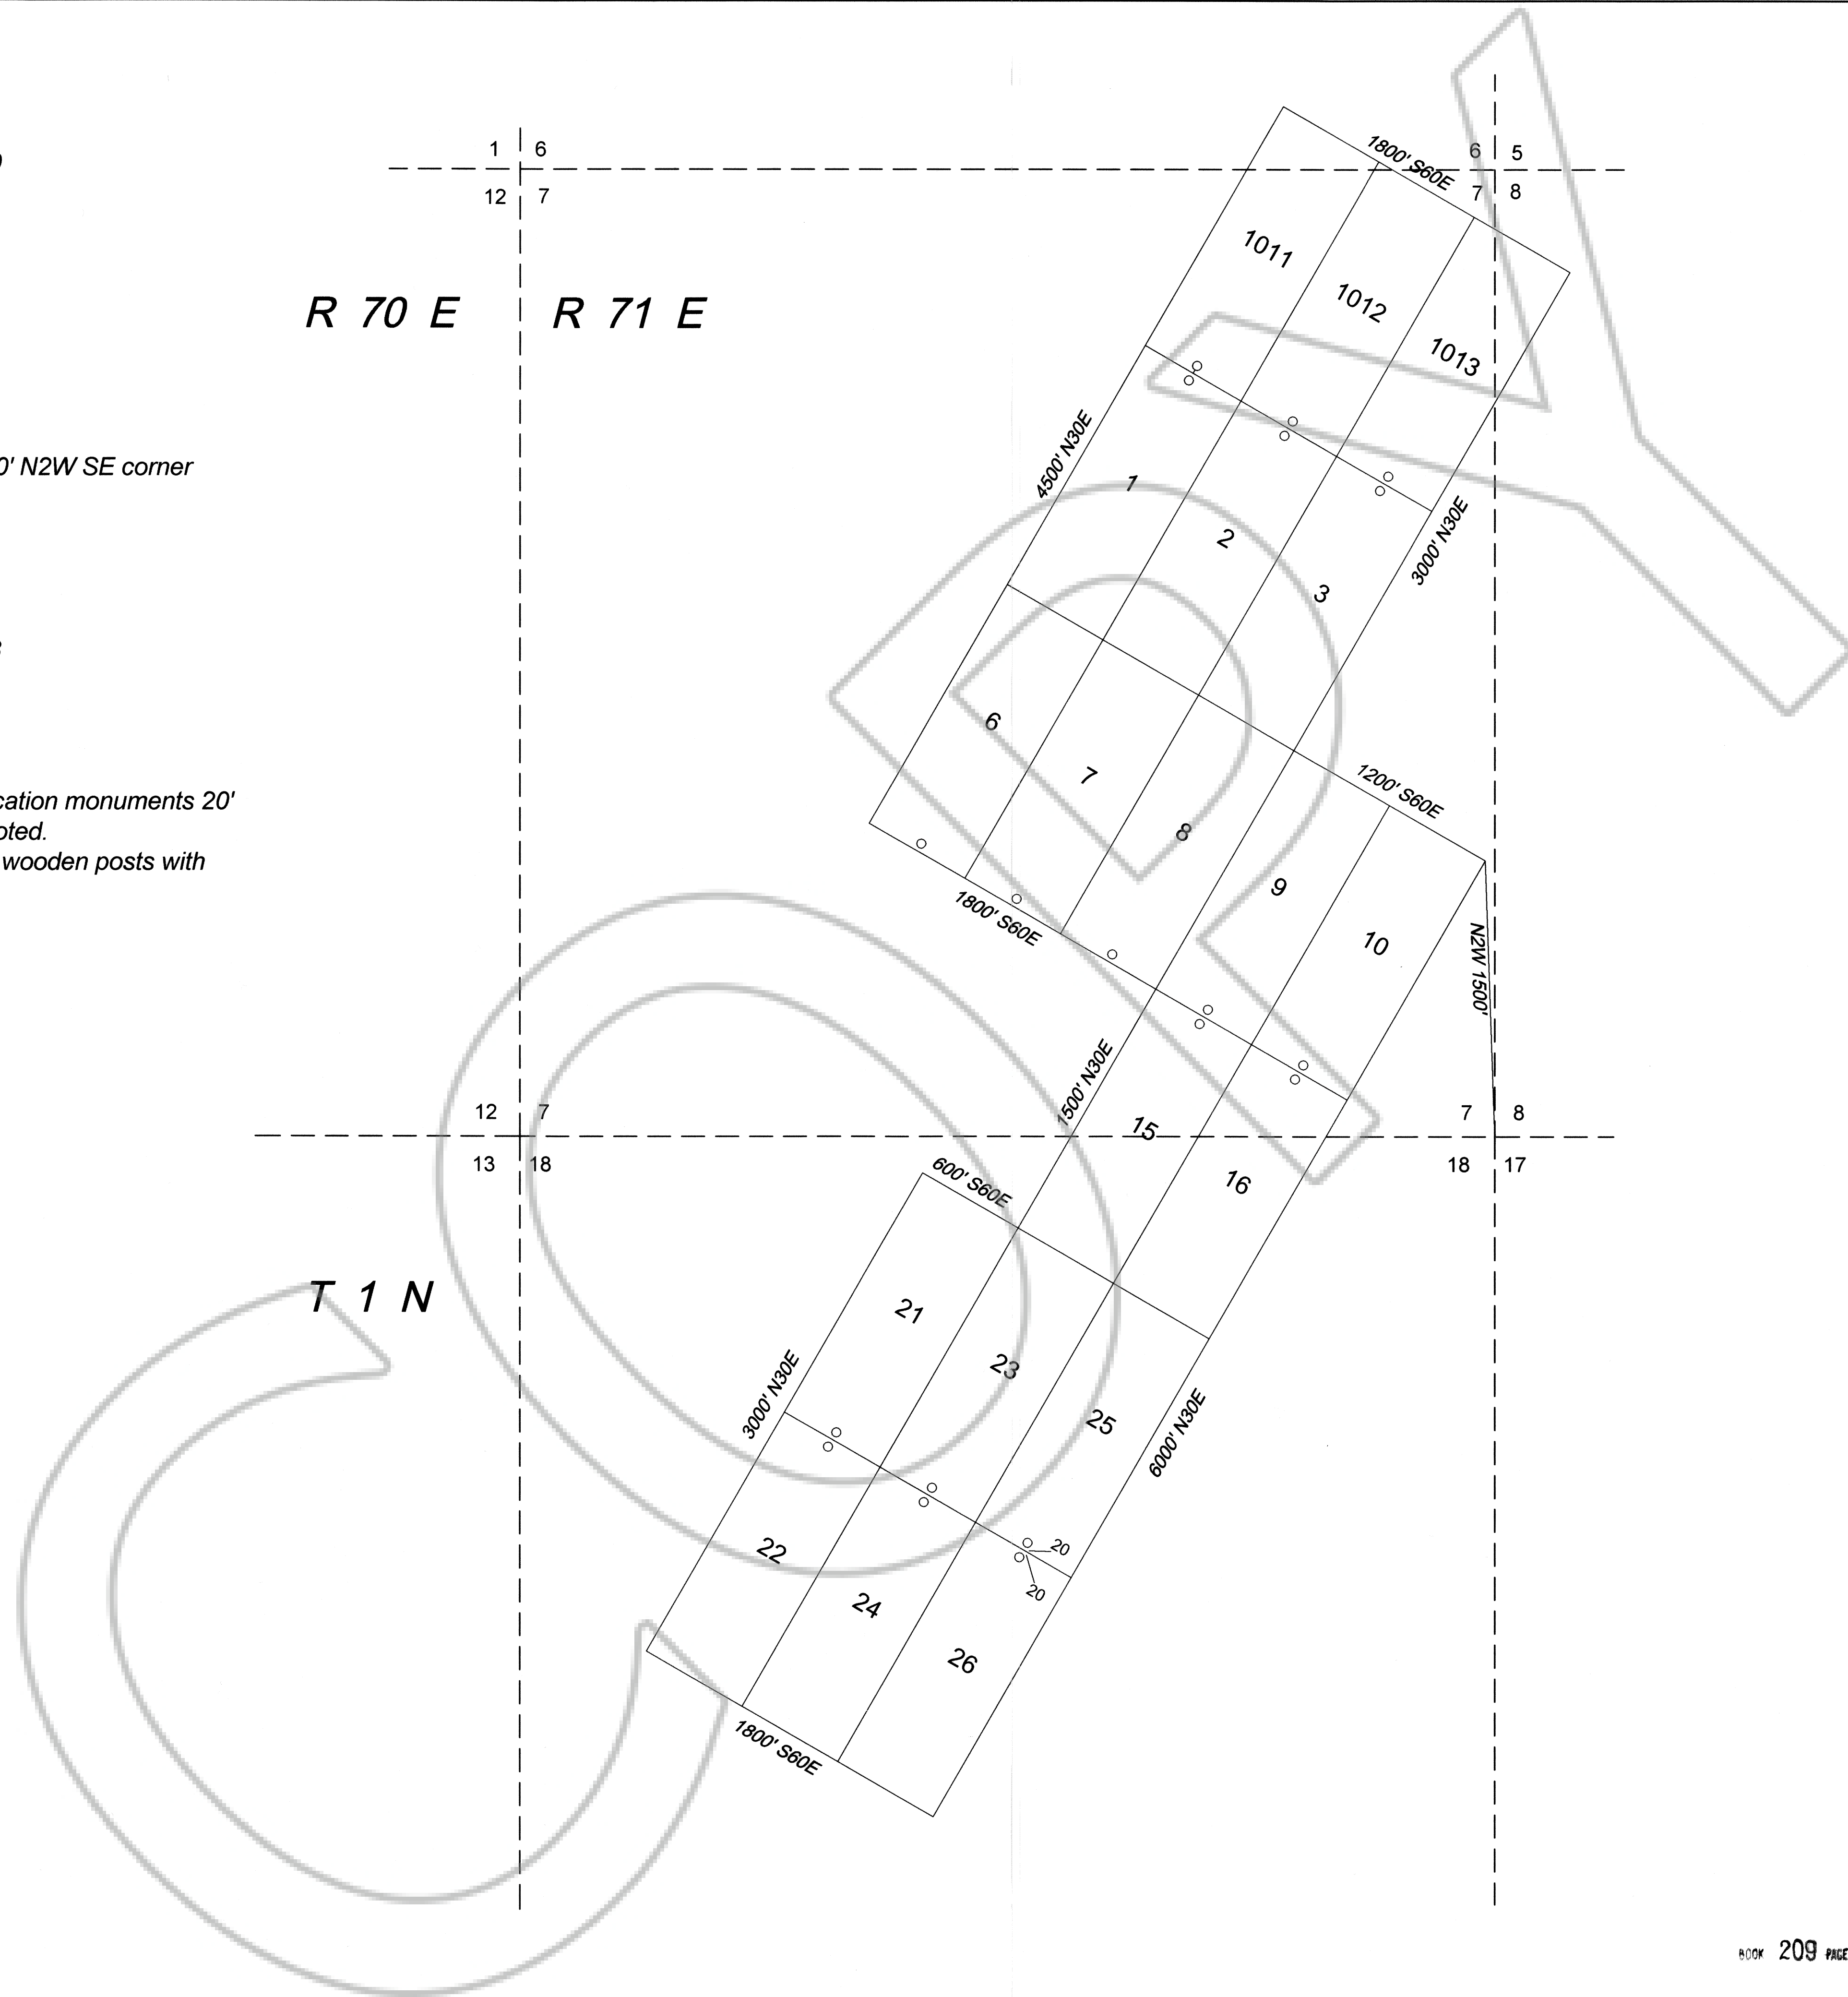 1 6 6 5
12 7 7 8
1800' S60E
R 70 E R 71 E
1011
1012
1013
0' N2W SE corner
4500' N30E
3000' N30E
1
2
3
6
7
8
9
10
cation monuments 20'
oted.
wooden posts with
1200' S60E
1800' S60E
N2W 1500'
1500' N30E
12 7 7 8
13 18 18 17
15
16
600' S60E
T 1 N
21
23
25
3000' N30E
6000' N30E
22
24
26
20
20
1800' S60E
BOOK 209 PAGE
COPY